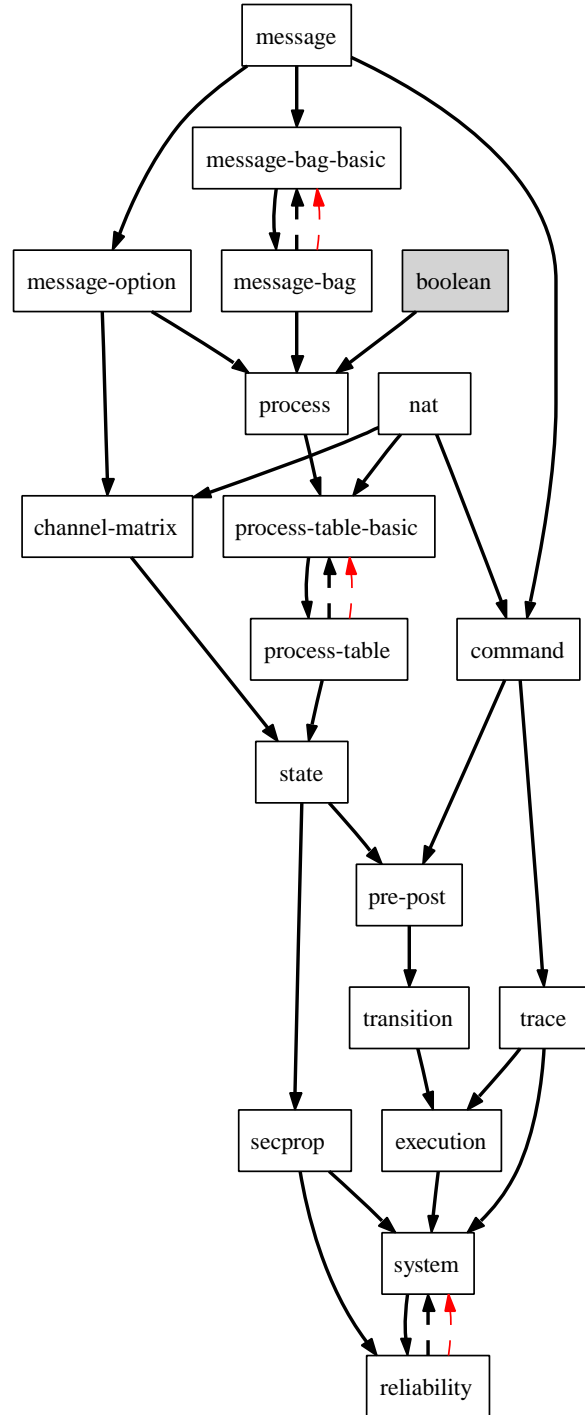 message
message-bag-basic
message-option
message-bag
boolean
process
nat
channel-matrix
process-table-basic
process-table
command
state
pre-post
transition
trace
secprop
execution
system
reliability